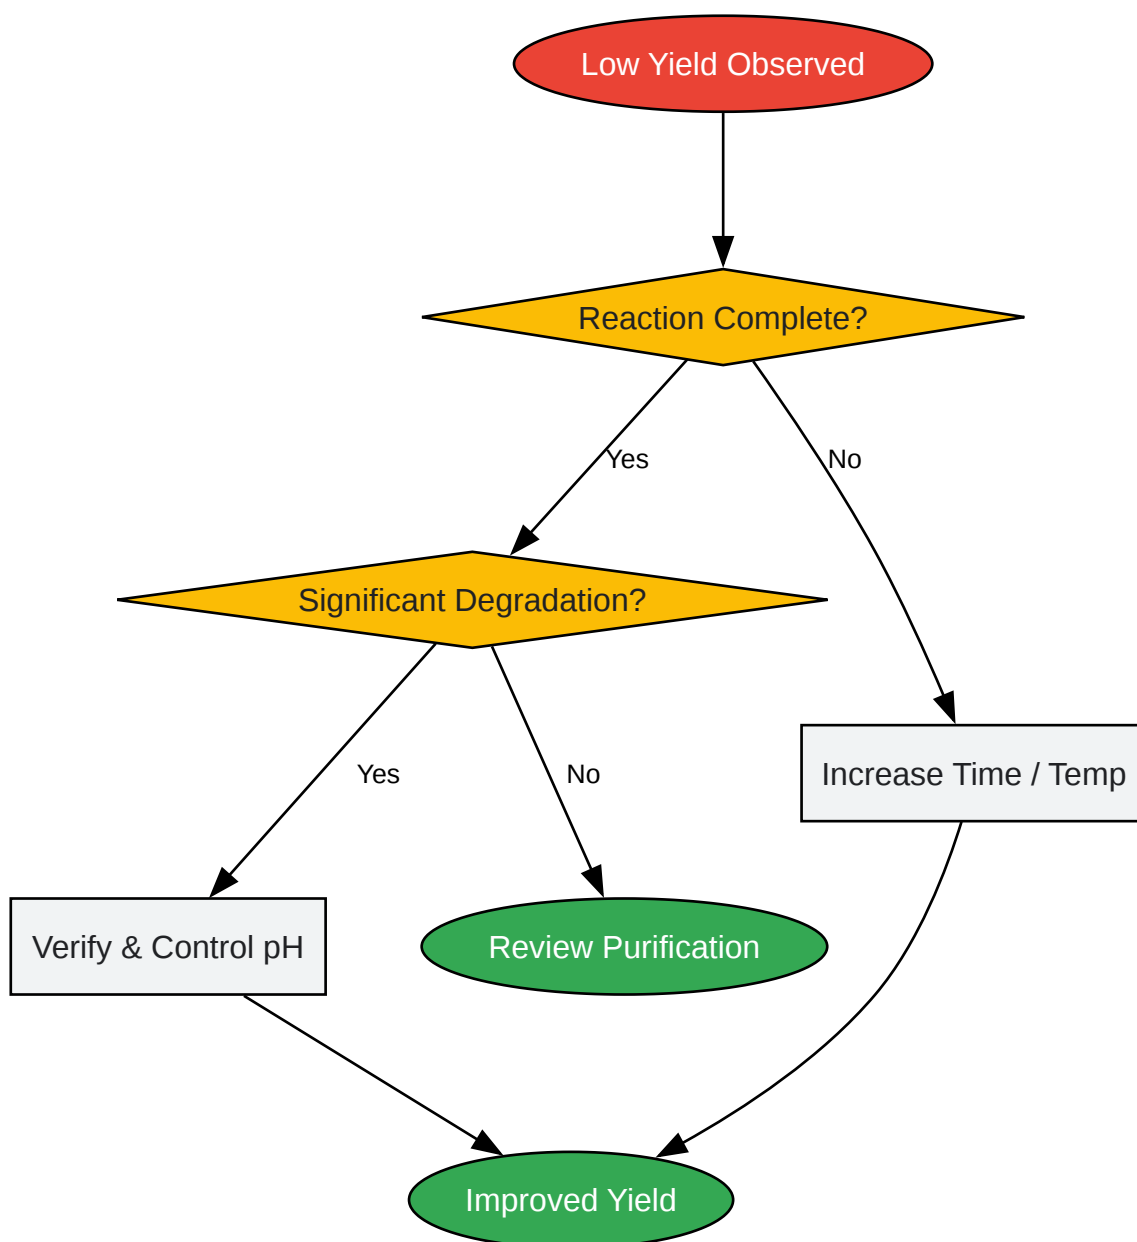 Low Yield Observed
Reaction Complete?
Yes
No
Significant Degradation?
Increase Time / Temp
Yes
No
Verify & Control pH
Review Purification
Improved Yield